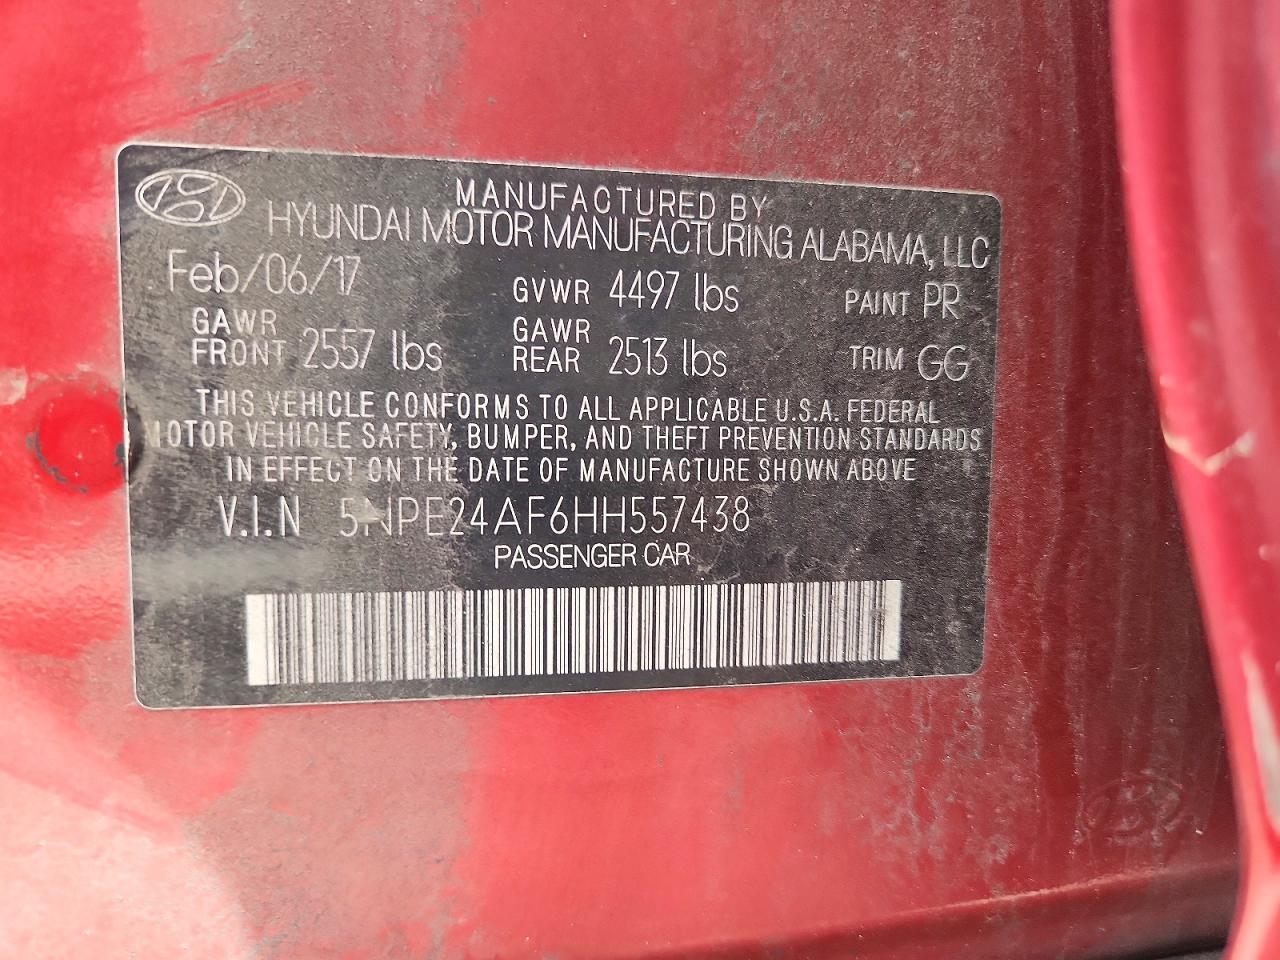 MANUFACTURED BY
HYUNDAI MOTOR MANUFACTURING ALABAMA, LLC
Feb/06/17 GVWR 4497 lbs PAINT PR
GAWR FRONT 2557 lbs GAWR REAR 2513 lbs TRIM GG
THIS VEHICLE CONFORMS TO ALL APPLICABLE U.S.A. FEDERAL
MOTOR VEHICLE SAFETY, BUMPER, AND THEFT PREVENTION STANDARDS
IN EFFECT ON THE DATE OF MANUFACTURE SHOWN ABOVE
V.I.N 5NPE24AF6HH557438
PASSENGER CAR